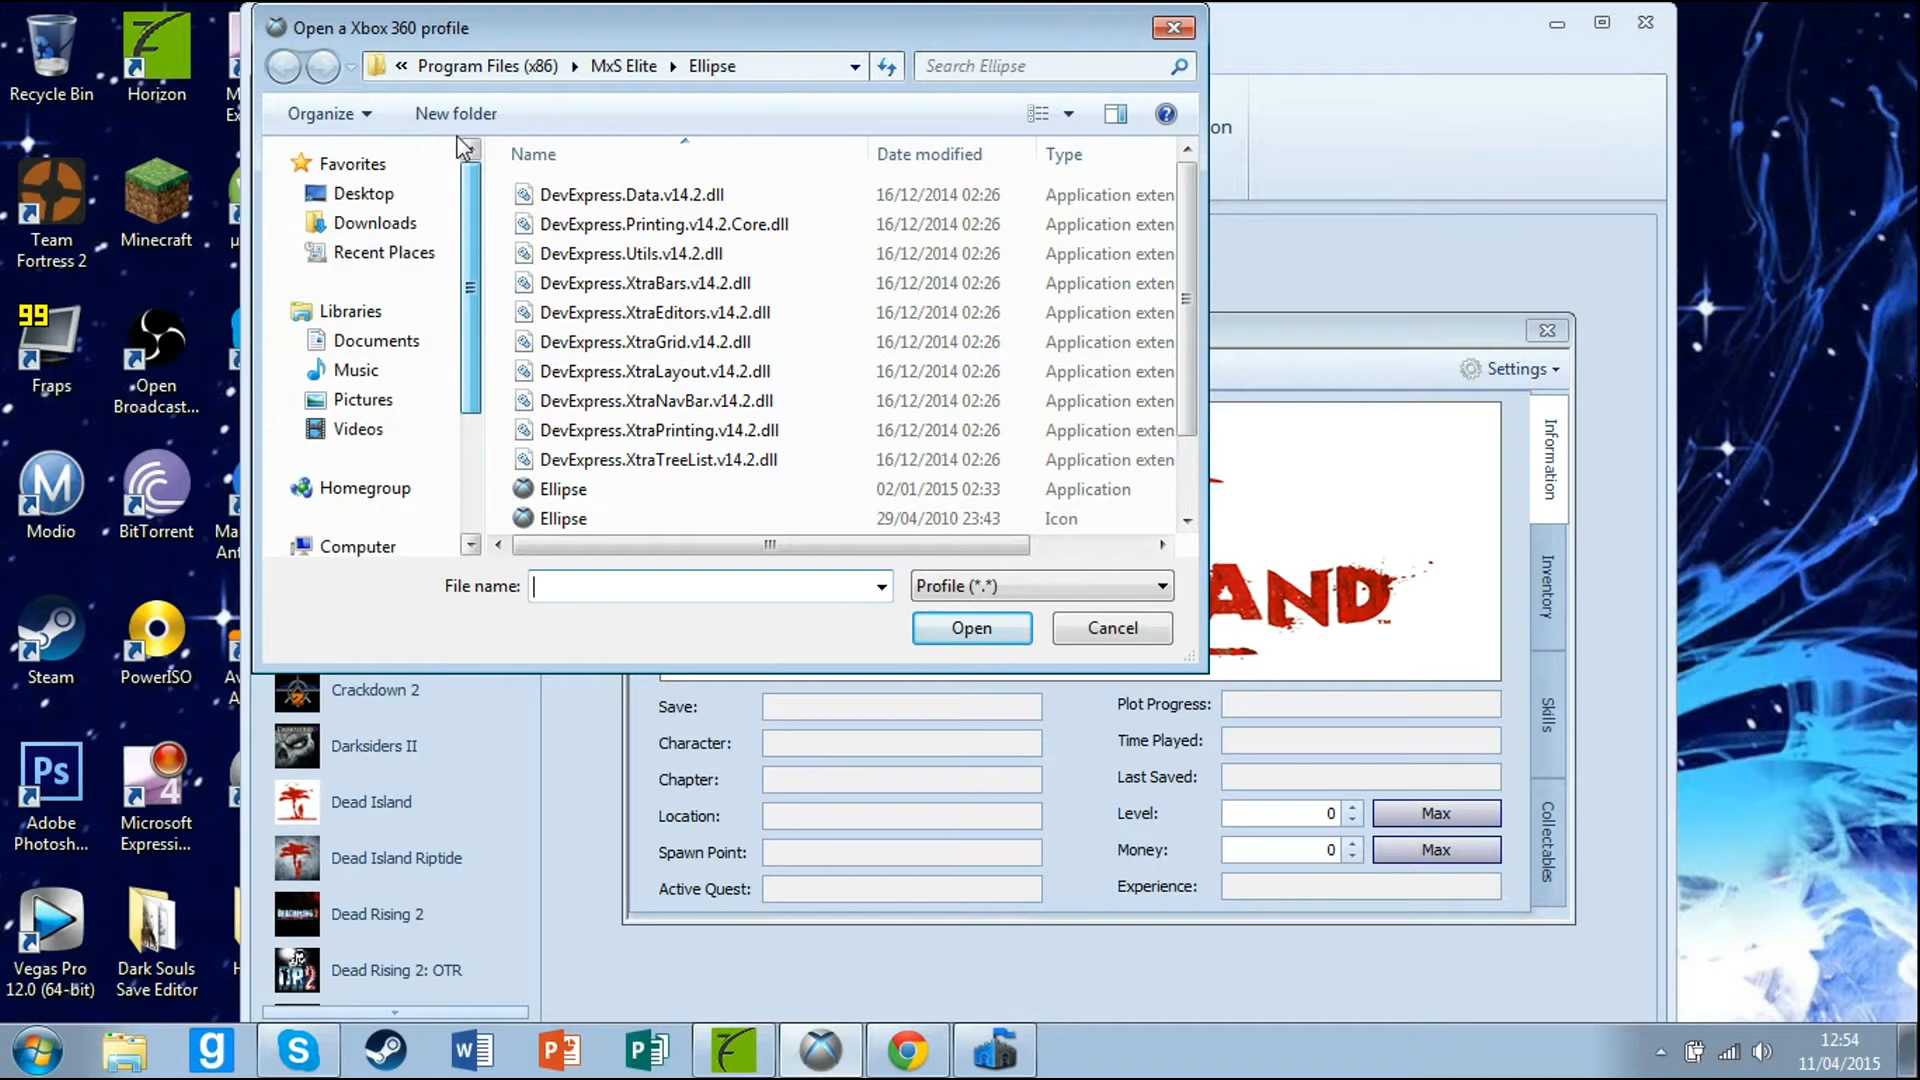 Open a Xbox 360 profile
« Program Files (x86) ▸ MxS Elite ▸ Ellipse
Search Ellipse
Organize
New folder
Name
Date modified
Type
Favorites
Desktop
Downloads
Recent Places
Libraries
Documents
Music
Pictures
Videos
Homegroup
Computer
DevExpress.Data.v14.2.dll 16/12/2014 02:26 Application exten
DevExpress.Printing.v14.2.Core.dll 16/12/2014 02:26 Application exten
DevExpress.Utils.v14.2.dll 16/12/2014 02:26 Application exten
DevExpress.XtraBars.v14.2.dll 16/12/2014 02:26 Application exten
DevExpress.XtraEditors.v14.2.dll 16/12/2014 02:26 Application exten
DevExpress.XtraGrid.v14.2.dll 16/12/2014 02:26 Application exten
DevExpress.XtraLayout.v14.2.dll 16/12/2014 02:26 Application exten
DevExpress.XtraNavBar.v14.2.dll 16/12/2014 02:26 Application exten
DevExpress.XtraPrinting.v14.2.dll 16/12/2014 02:26 Application exten
DevExpress.XtraTreeList.v14.2.dll 16/12/2014 02:26 Application exten
Ellipse 02/01/2015 02:33 Application
Ellipse 29/04/2010 23:43 Icon
File name:
Profile (*.*)
Open
Cancel
on
Settings
AND™
Information
Inventory
Skills
Collectables
Save:
Character:
Chapter:
Location:
Spawn Point:
Active Quest:
Plot Progress:
Time Played:
Last Saved:
Level: 0 Max
Money: 0 Max
Experience:
Crackdown 2
Darksiders II
Dead Island
Dead Island Riptide
Dead Rising 2
Dead Rising 2: OTR
Recycle Bin
Horizon
Team
Fortress 2
Minecraft
99
Fraps
Open
Broadcast...
Modio
BitTorrent
Steam
PowerISO
Ps
Adobe
Photosh...
4
Microsoft
Expressi...
Vegas Pro
12.0 (64-bit)
Dark Souls
Save Editor
12:54
11/04/2015